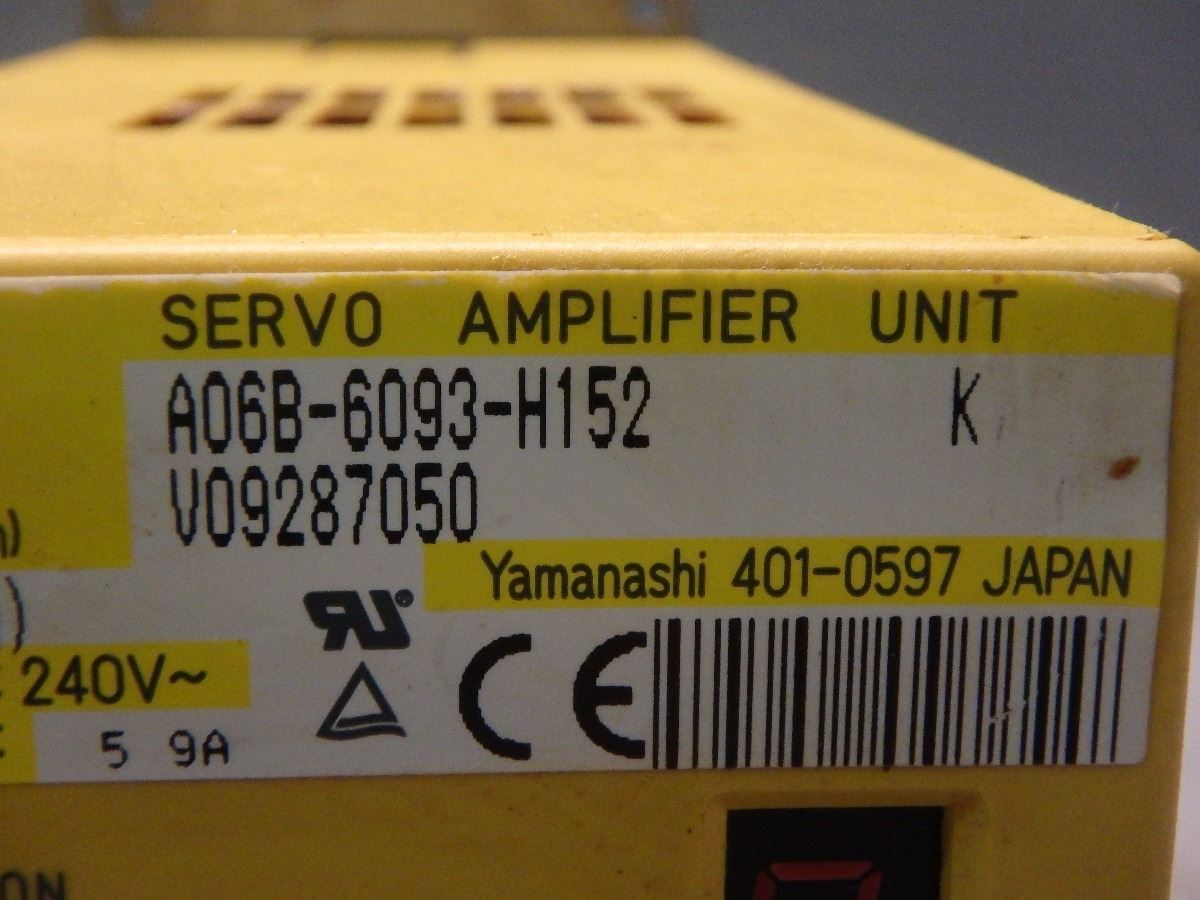 SERVO AMPLIFIER UNIT
A06B-6093-H152 K
V09287050
Yamanashi 401-0597 JAPAN
240V~
5 9A
CE